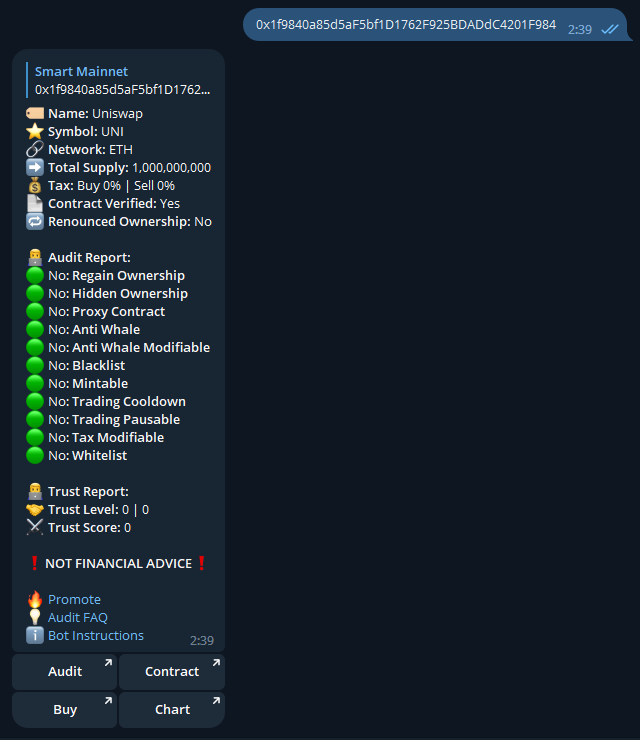 0x1f9840a85d5aF5bf1D1762F925BDADdC4201F984 2:39
Smart Mainnet
0x1f9840a85d5aF5bf1D1762...
Name: Uniswap
Symbol: UNI
Network: ETH
Total Supply: 1,000,000,000
Tax: Buy 0% | Sell 0%
Contract Verified: Yes
Renounced Ownership: No
Audit Report:
No: Regain Ownership
No: Hidden Ownership
No: Proxy Contract
No: Anti Whale
No: Anti Whale Modifiable
No: Blacklist
No: Mintable
No: Trading Cooldown
No: Trading Pausable
No: Tax Modifiable
No: Whitelist
Trust Report:
Trust Level: 0 | 0
Trust Score: 0
❗ NOT FINANCIAL ADVICE ❗
Promote
Audit FAQ
Bot Instructions 2:39
Audit Contract
Buy Chart